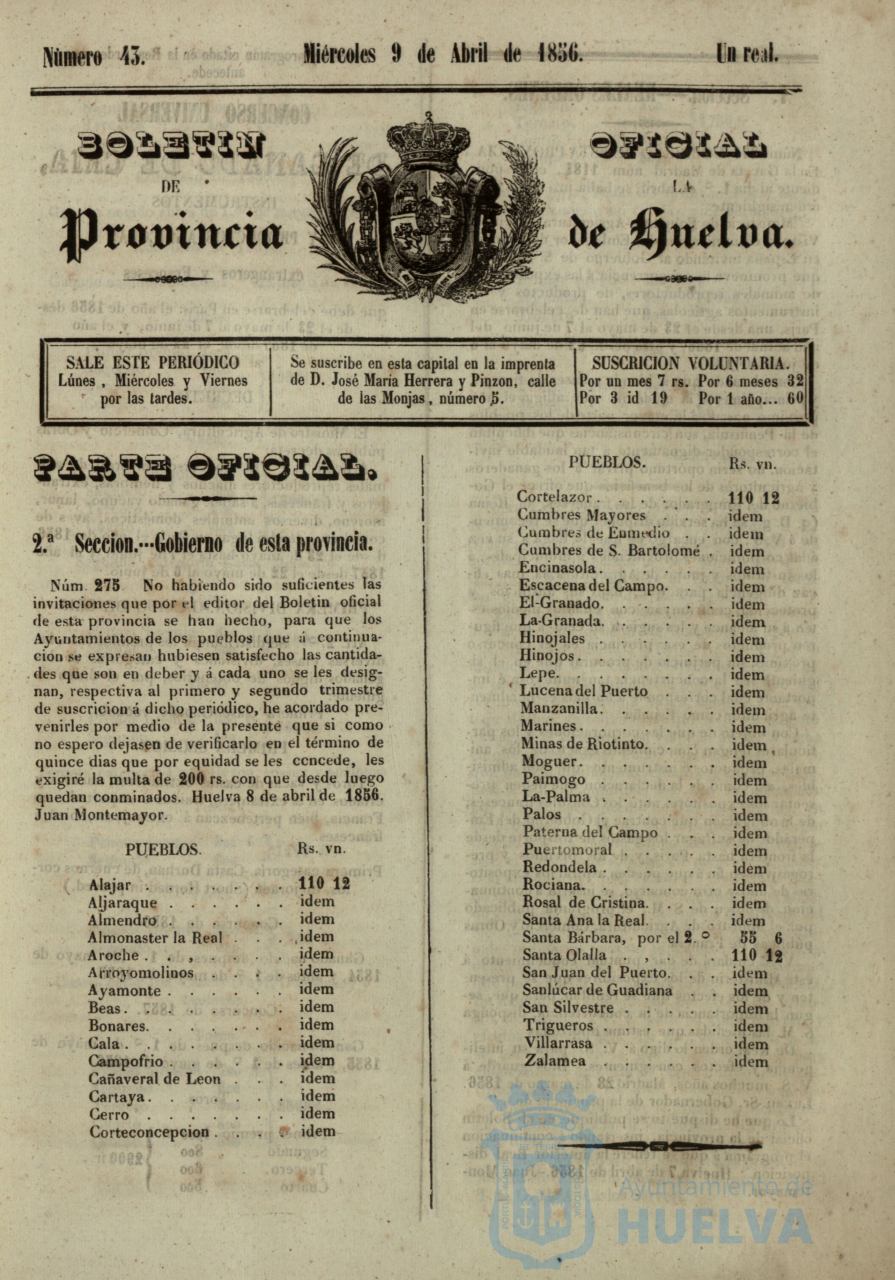 Número 43. Miércoles 9 de Abril de 1856. Un real.
BOLETIN OFICIAL
DE LA
Provincia de Huelva.
SALE ESTE PERIÓDICO
Lúnes, Miércoles y Viernes
por las tardes.
Se suscribe en esta capital en la imprenta
de D. José María Herrera y Pinzon, calle
de las Monjas, número 5.
SUSCRICION VOLUNTARIA.
Por un mes 7 rs. Por 6 meses 32
Por 3 id 19 Por 1 año... 60
PARTE OFICIAL.
2.ª Seccion.---Gobierno de esta provincia.
Núm. 275 No habiendo sido suficientes las
invitaciones que por el editor del Boletin oficial
de esta provincia se han hecho, para que los
Ayuntamientos de los pueblos que á continua-
cion se expresan hubiesen satisfecho las cantida-
des que son en deber y á cada uno se les desig-
nan, respectiva al primero y segundo trimestre
de suscricion á dicho periódico, he acordado pre-
venirles por medio de la presente que si como
no espero dejasen de verificarlo en el término de
quince dias que por equidad se les ccncede, les
exigiré la multa de 200 rs. con que desde luego
quedan conminados. Huelva 8 de abril de 1856.
Juan Montemayor.
PUEBLOS. Rs. vn.
Alajar . . . . . . . 110 12
Aljaraque . . . . . . idem
Almendro . . . . . . idem
Almonaster la Real . . . idem
Aroche . . , . . . . idem
Arroyomolinos . . . . idem
Ayamonte . . . . . . idem
Beas. . . . . . . . idem
Bonares. . . . . . . idem
Cala . . . . . . . . idem
Campofrio . . . . . . idem
Cañaveral de Leon . . . idem
Cartaya. . . . . . . idem
Cerro . . . . . . . idem
Corteconcepcion . . . . idem
PUEBLOS. Rs. vn.
Cortelazor . . . . . . 110 12
Cumbres Mayores . . . idem
Cumbres de Enmedio . . idem
Cumbres de S. Bartolomé . idem
Encinasola. . . . . . idem
Escacena del Campo. . . idem
El-Granado. . . . . . idem
La-Granada. . . . . . idem
Hinojales . . . . . . idem
Hinojos. . . . . . . idem
Lepe. . . . . . . . idem
Lucena del Puerto . . . idem
Manzanilla. . . . . . idem
Marines . . . . . . . idem
Minas de Riotinto. . . . idem
Moguer. . . . . . . idem
Paimogo . . . . . . idem
La-Palma . . . . . . idem
Palos . . . . . . . idem
Paterna del Campo . . . idem
Puertomoral . . . . . idem
Redondela . . . . . . idem
Rociana. . . . . . . idem
Rosal de Cristina. . . . idem
Santa Ana la Real. . . . idem
Santa Bárbara, por el 2.º 55 6
Santa Olalla . , . . . 110 12
San Juan del Puerto. . . idem
Sanlúcar de Guadiana . . idem
San Silvestre . . . . . idem
Trigueros . . . . . . idem
Villarrasa . . . . . . idem
Zalamea . . . . . . idem
Ayuntamiento de
HUELVA